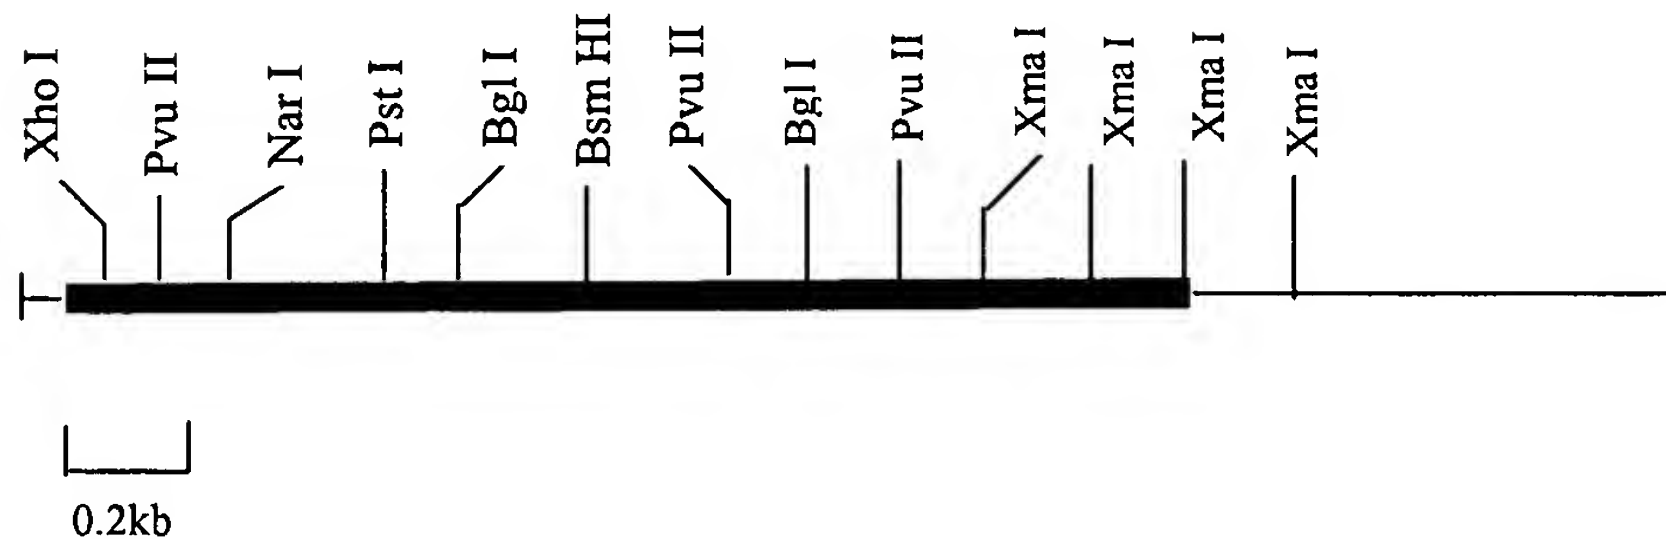 Xho I
Pvu II
Nar I
Pst I
Bgl I
Bsm HI
Pvu II
Bgl I
Pvu II
Xma I
Xma I
Xma I
Xma I
0.2kb